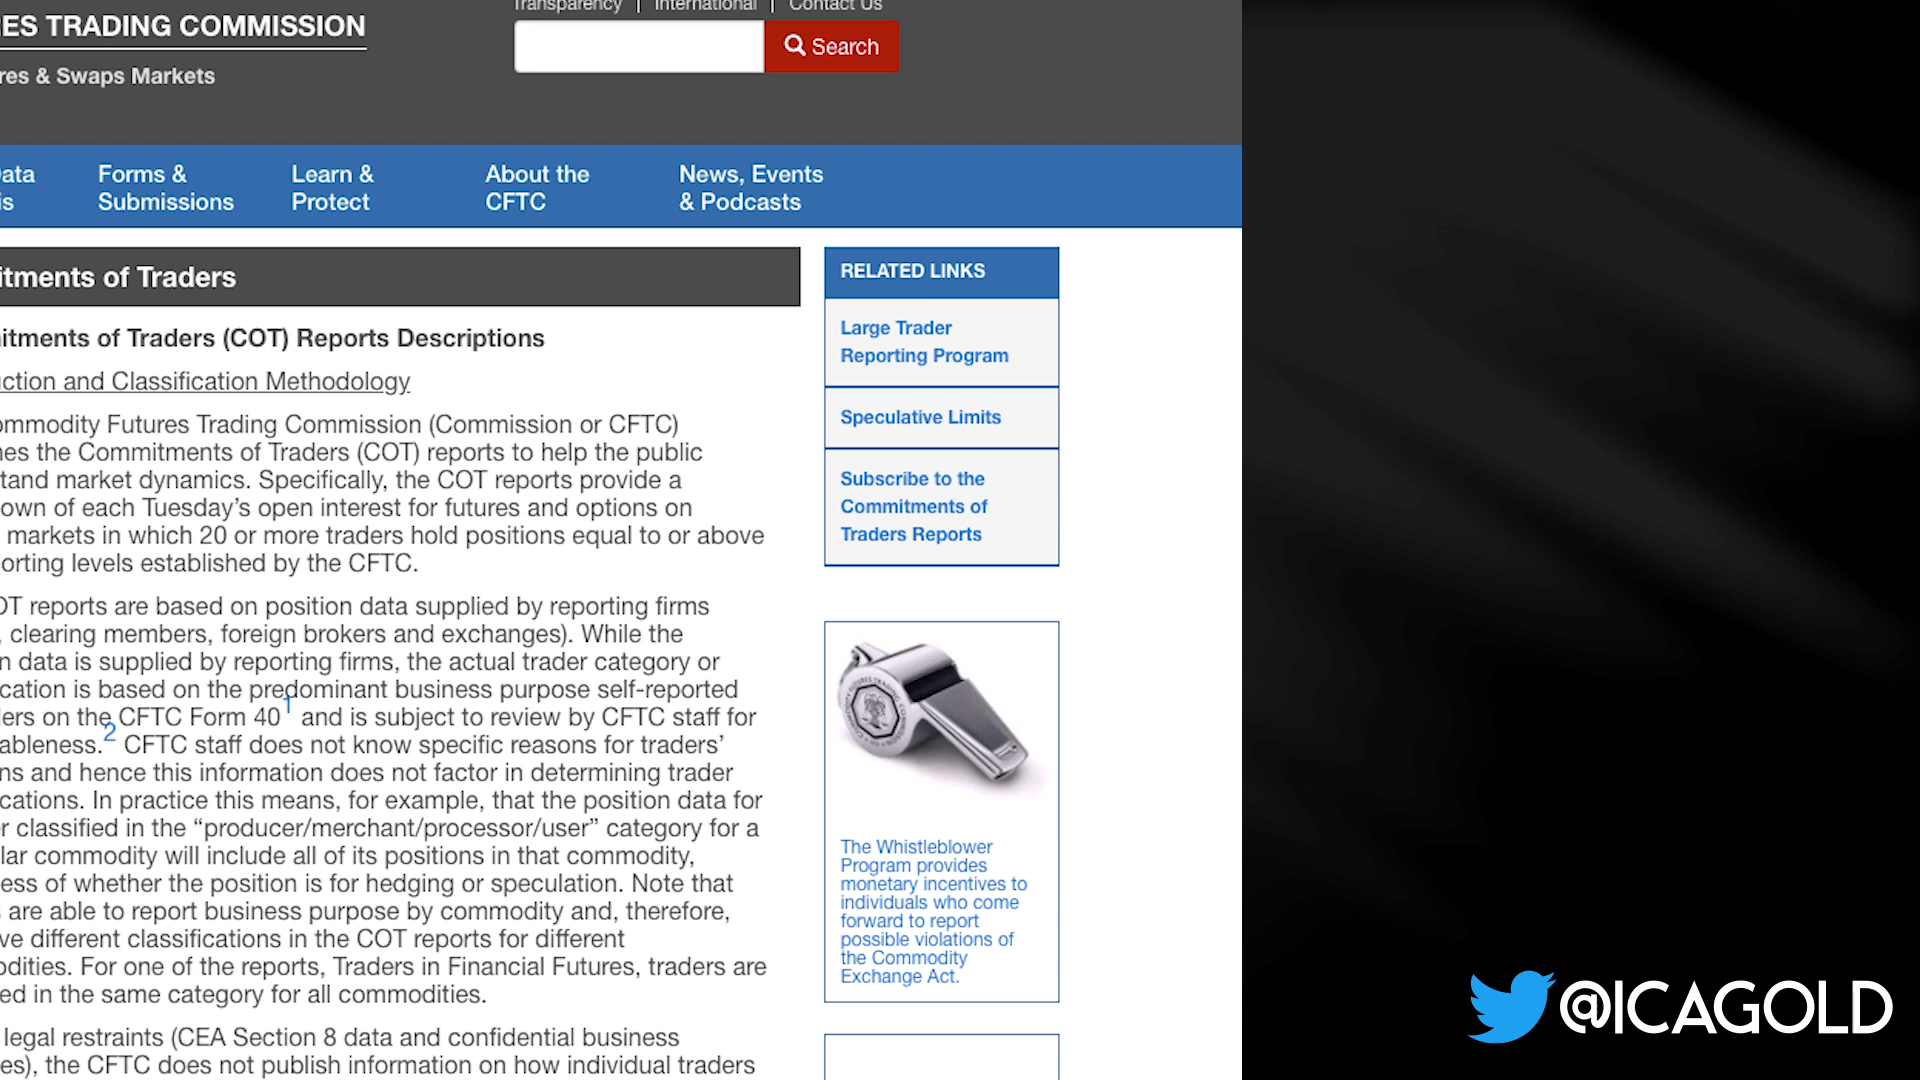 Transparency | International | Contact Us
ES TRADING COMMISSION
Search
res & Swaps Markets
ata
is
Forms &
Submissions
Learn &
Protect
About the
CFTC
News, Events
& Podcasts
itments of Traders
itments of Traders (COT) Reports Descriptions
ction and Classification Methodology
ommodity Futures Trading Commission (Commission or CFTC)
es the Commitments of Traders (COT) reports to help the public
tand market dynamics. Specifically, the COT reports provide a
own of each Tuesday’s open interest for futures and options on
markets in which 20 or more traders hold positions equal to or above
orting levels established by the CFTC.
OT reports are based on position data supplied by reporting firms
, clearing members, foreign brokers and exchanges). While the
n data is supplied by reporting firms, the actual trader category or
cation is based on the predominant business purpose self-reported
ders on the CFTC Form 40¹ and is subject to review by CFTC staff for
ableness.² CFTC staff does not know specific reasons for traders’
ns and hence this information does not factor in determining trader
cations. In practice this means, for example, that the position data for
r classified in the “producer/merchant/processor/user” category for a
lar commodity will include all of its positions in that commodity,
ess of whether the position is for hedging or speculation. Note that
s are able to report business purpose by commodity and, therefore,
ve different classifications in the COT reports for different
odities. For one of the reports, Traders in Financial Futures, traders are
ed in the same category for all commodities.
legal restraints (CEA Section 8 data and confidential business
es), the CFTC does not publish information on how individual traders
RELATED LINKS
Large Trader
Reporting Program
Speculative Limits
Subscribe to the
Commitments of
Traders Reports
The Whistleblower
Program provides
monetary incentives to
individuals who come
forward to report
possible violations of
the Commodity
Exchange Act.
@ICAGOLD